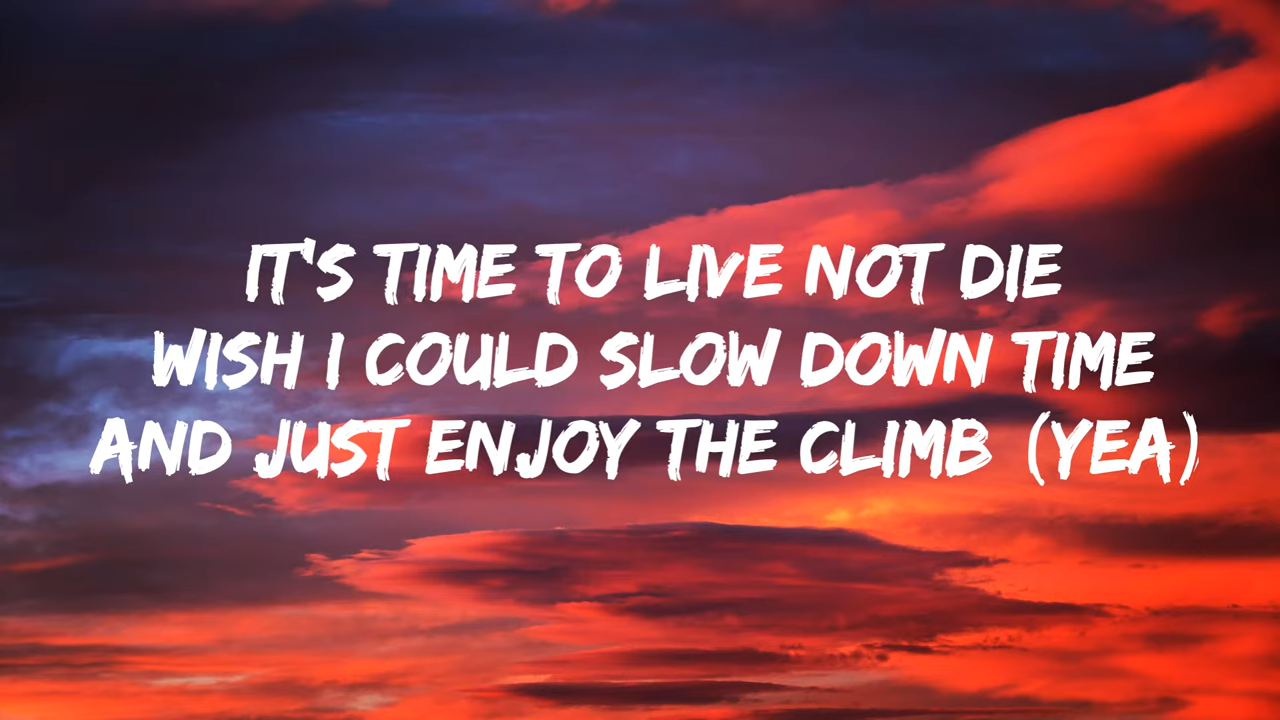 IT'S TIME TO LIVE NOT DIE
WISH I COULD SLOW DOWN TIME
AND JUST ENJOY THE CLIMB (YEA)